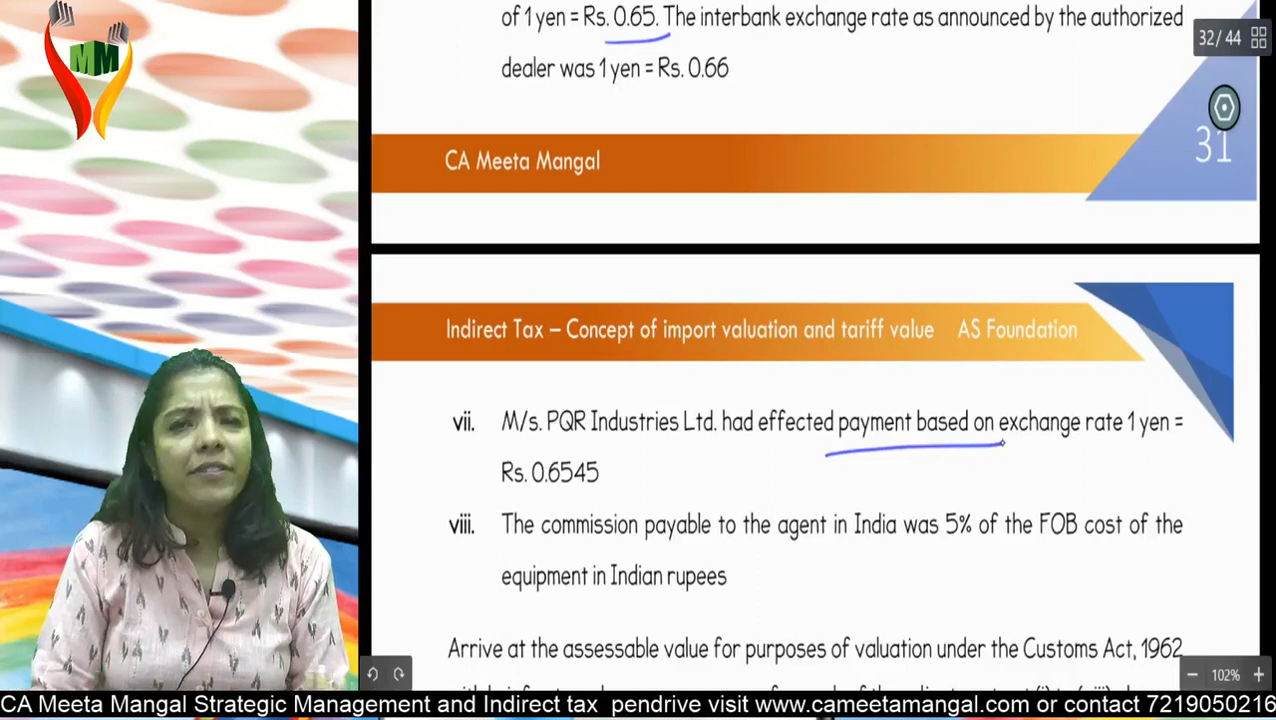 of 1 yen = Rs. 0.65. The interbank exchange rate as announced by the authorized
32/44
dealer was 1 yen = Rs. 0.66
MM
CA Meeta Mangal
31
Indirect Tax – Concept of import valuation and tariff value AS Foundation
vii. M/s. PQR Industries Ltd. had effected payment based on exchange rate 1 yen =
Rs. 0.6545
viii. The commission payable to the agent in India was 5% of the FOB cost of the
equipment in Indian rupees
Arrive at the assessable value for purposes of valuation under the Customs Act, 1962
102%
CA Meeta Mangal Strategic Management and Indirect tax pendrive visit www.cameetamangal.com or contact 7219050216